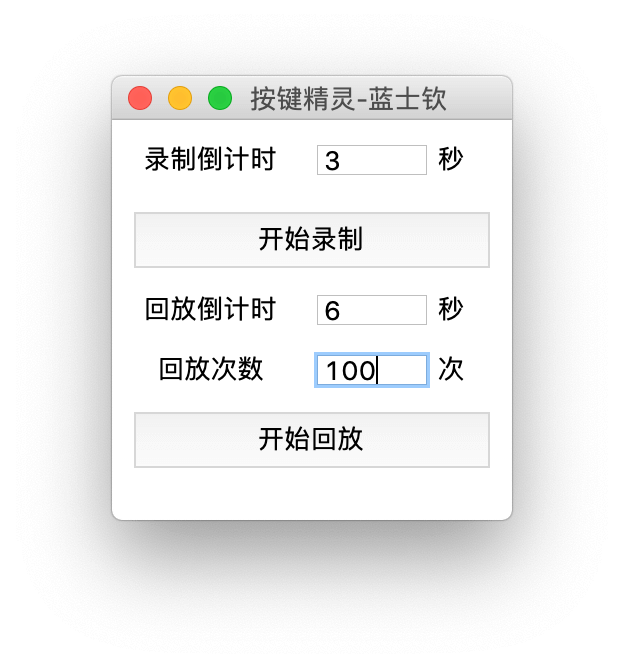 按键精灵-蓝士钦
录制倒计时 3 秒
开始录制
回放倒计时 6 秒
回放次数 100 次
开始回放